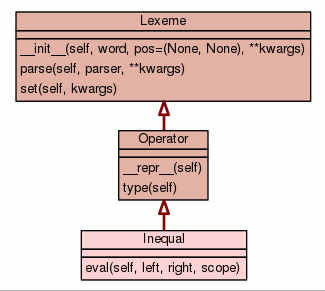 Lexeme
__init__(self, word, pos=(None, None), **kwargs)
parse(self, parser, **kwargs)
set(self, kwargs)
Operator
__repr__(self)
type(self)
Inequal
eval(self, left, right, scope)